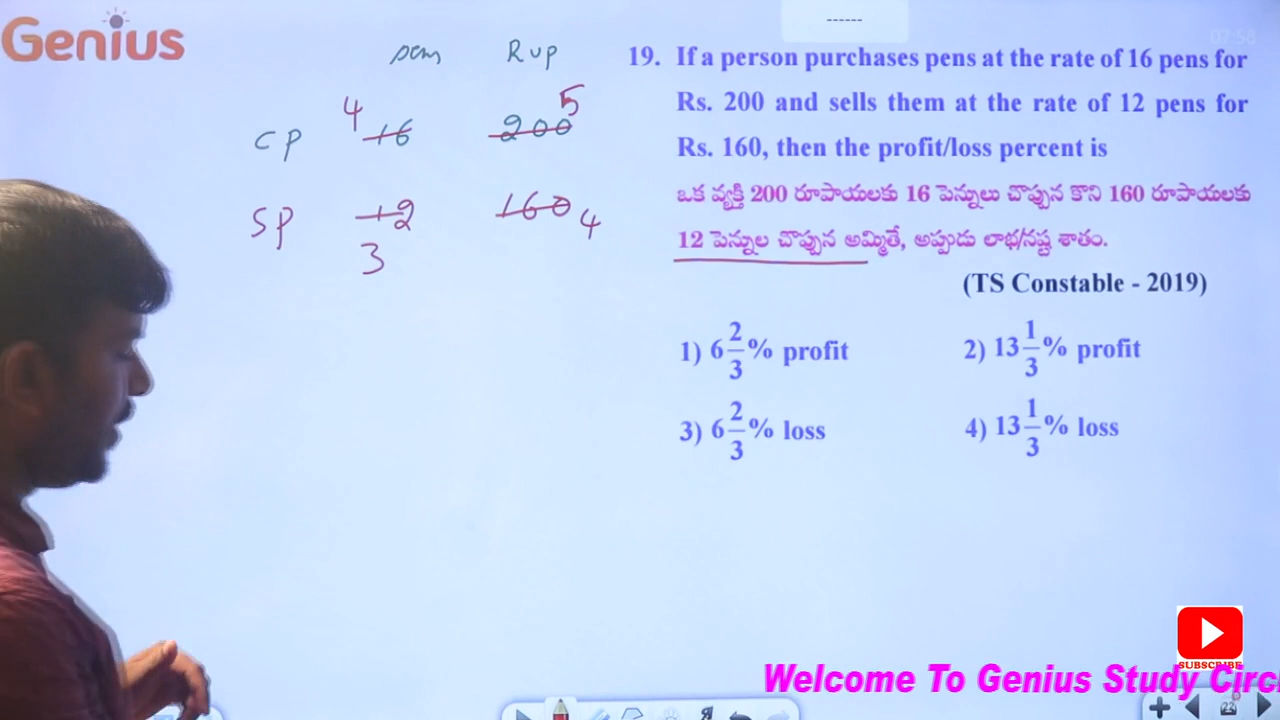 Genius
------
07:58
pens Rup
4 5
CP 16 200
SP 12 160
3 4
19. If a person purchases pens at the rate of 16 pens for
Rs. 200 and sells them at the rate of 12 pens for
Rs. 160, then the profit/loss percent is
ఒక వ్యక్తి 200 రూపాయలకు 16 పెన్నులు చొప్పున కొని 160 రూపాయలకు
12 పెన్నుల చొప్పున అమ్మితే, అప్పుడు లాభ/నష్ట శాతం.
(TS Constable - 2019)
1) 6 2/3 % profit 2) 13 1/3 % profit
3) 6 2/3 % loss 4) 13 1/3 % loss
SUBSCRIBE
Welcome To Genius Study Circ
22